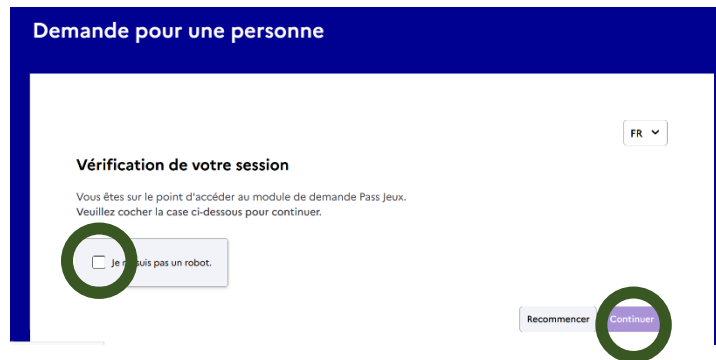 Demande pour une personne
FR
Vérification de votre session
Vous êtes sur le point d'accéder au module de demande Pass Jeux.
Veuillez cocher la case ci-dessous pour continuer.
Je ne suis pas un robot.
Recommencer Continuer